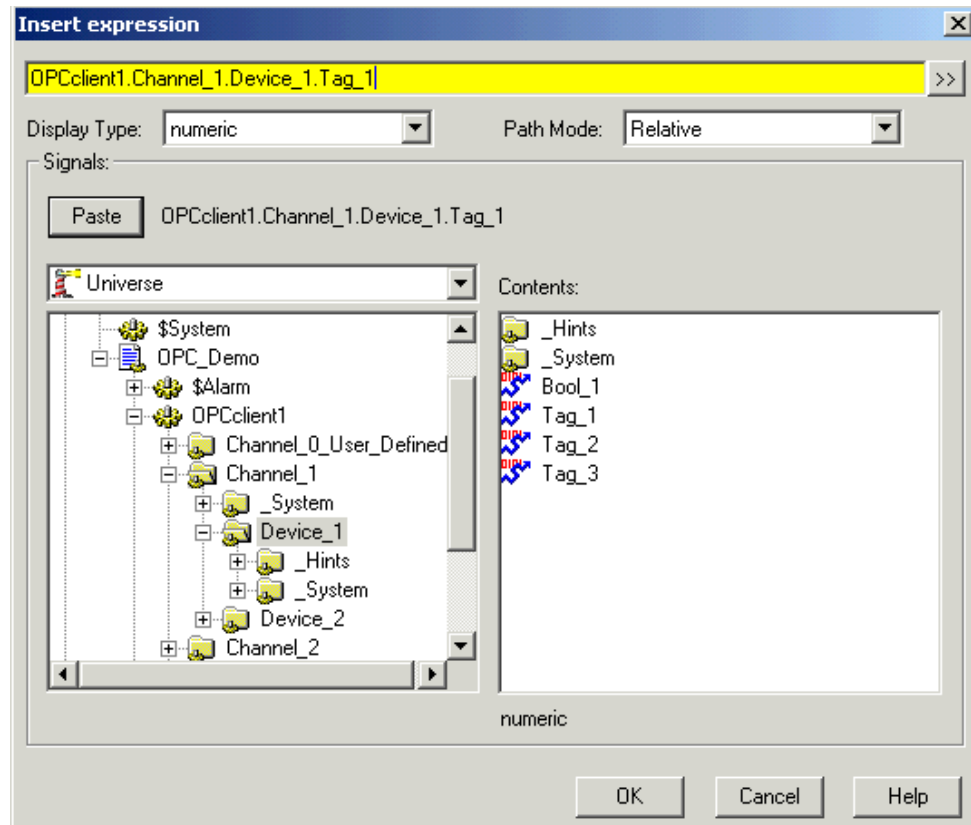 Insert expression
OPCclient1.Channel_1.Device_1.Tag_1
>>
Display Type: numeric Path Mode: Relative
Signals:
Paste OPCclient1.Channel_1.Device_1.Tag_1
Universe
Contents:
$System
OPC_Demo
$Alarm
OPCclient1
Channel_0_User_Defined
Channel_1
_System
Device_1
_Hints
_System
Device_2
Channel_2
_Hints
_System
Bool_1
Tag_1
Tag_2
Tag_3
numeric
OK Cancel Help